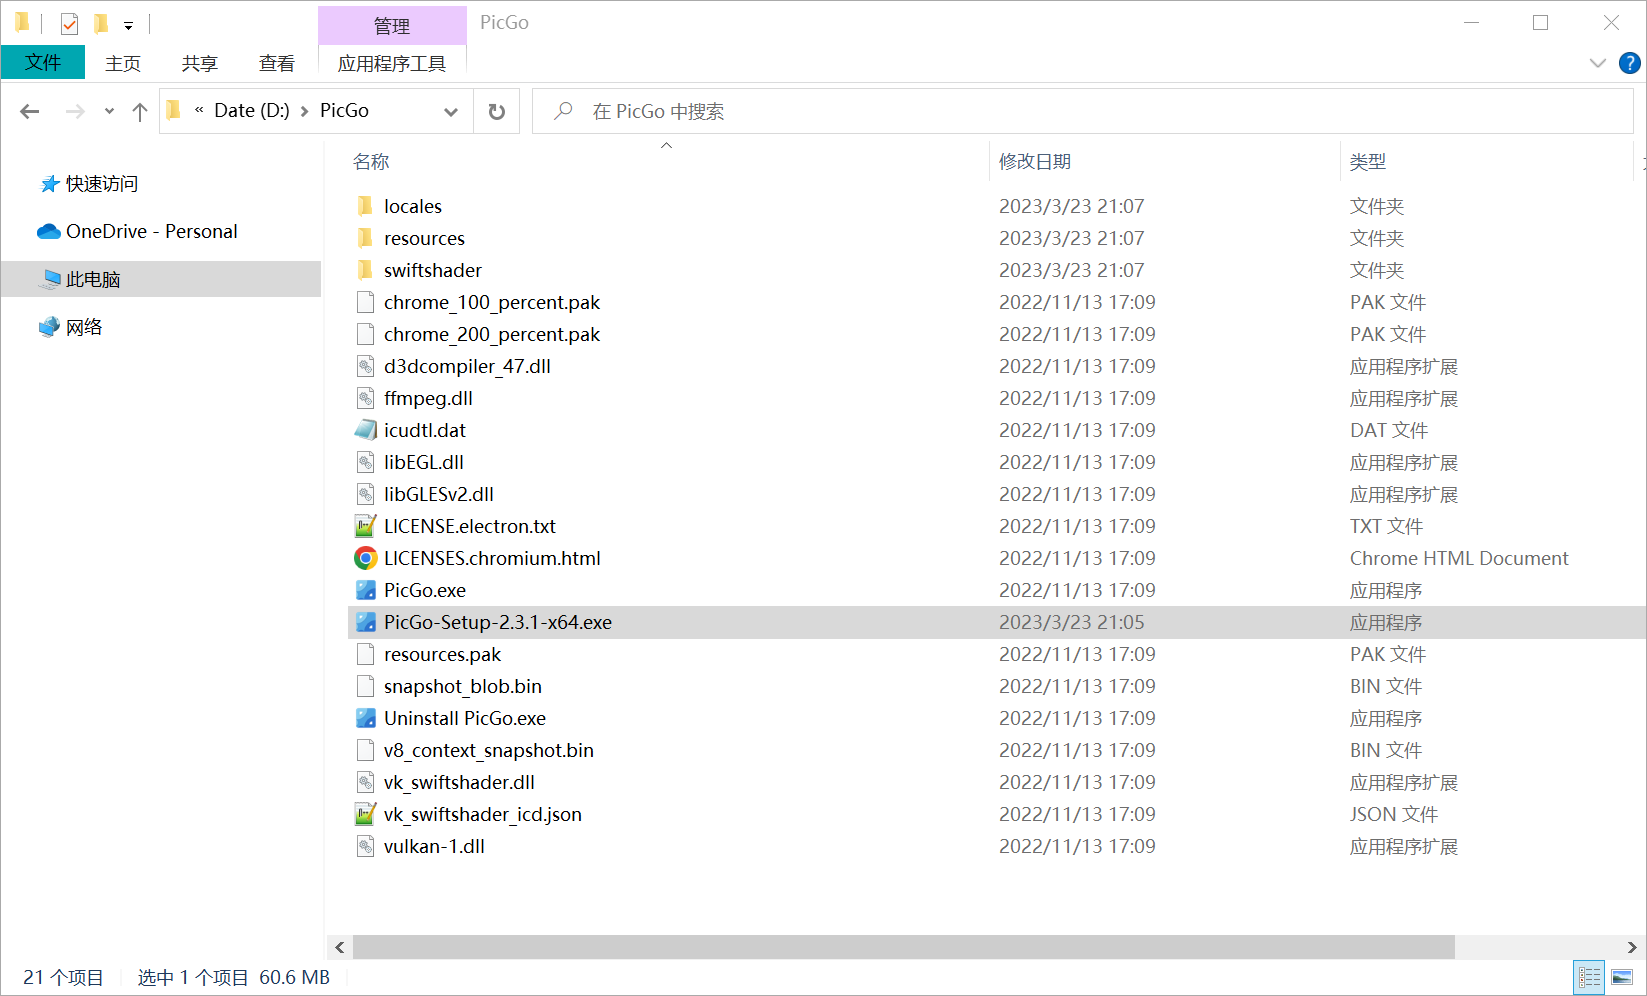 管理
PicGo
文件 主页 共享 查看 应用程序工具
« Date (D:) > PicGo
在 PicGo 中搜索
快速访问
OneDrive - Personal
此电脑
网络
名称 修改日期 类型
locales 2023/3/23 21:07 文件夹
resources 2023/3/23 21:07 文件夹
swiftshader 2023/3/23 21:07 文件夹
chrome_100_percent.pak 2022/11/13 17:09 PAK 文件
chrome_200_percent.pak 2022/11/13 17:09 PAK 文件
d3dcompiler_47.dll 2022/11/13 17:09 应用程序扩展
ffmpeg.dll 2022/11/13 17:09 应用程序扩展
icudtl.dat 2022/11/13 17:09 DAT 文件
libEGL.dll 2022/11/13 17:09 应用程序扩展
libGLESv2.dll 2022/11/13 17:09 应用程序扩展
LICENSE.electron.txt 2022/11/13 17:09 TXT 文件
LICENSES.chromium.html 2022/11/13 17:09 Chrome HTML Document
PicGo.exe 2022/11/13 17:09 应用程序
PicGo-Setup-2.3.1-x64.exe 2023/3/23 21:05 应用程序
resources.pak 2022/11/13 17:09 PAK 文件
snapshot_blob.bin 2022/11/13 17:09 BIN 文件
Uninstall PicGo.exe 2022/11/13 17:09 应用程序
v8_context_snapshot.bin 2022/11/13 17:09 BIN 文件
vk_swiftshader.dll 2022/11/13 17:09 应用程序扩展
vk_swiftshader_icd.json 2022/11/13 17:09 JSON 文件
vulkan-1.dll 2022/11/13 17:09 应用程序扩展
21 个项目 选中 1 个项目 60.6 MB